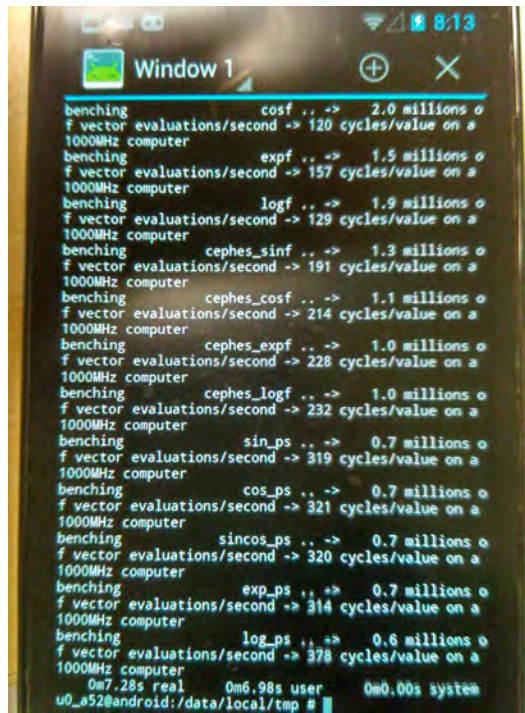 8:13
Window 1
benching cosf .. -> 2.0 millions o
f vector evaluations/second -> 120 cycles/value on a
1000MHz computer
benching expf .. -> 1.5 millions o
f vector evaluations/second -> 157 cycles/value on a
1000MHz computer
benching logf .. -> 1.9 millions o
f vector evaluations/second -> 129 cycles/value on a
1000MHz computer
benching cephes_sinf .. -> 1.3 millions o
f vector evaluations/second -> 191 cycles/value on a
1000MHz computer
benching cephes_cosf .. -> 1.1 millions o
f vector evaluations/second -> 214 cycles/value on a
1000MHz computer
benching cephes_expf .. -> 1.0 millions o
f vector evaluations/second -> 228 cycles/value on a
1000MHz computer
benching cephes_logf .. -> 1.0 millions o
f vector evaluations/second -> 232 cycles/value on a
1000MHz computer
benching sin_ps .. -> 0.7 millions o
f vector evaluations/second -> 319 cycles/value on a
1000MHz computer
benching cos_ps .. -> 0.7 millions o
f vector evaluations/second -> 321 cycles/value on a
1000MHz computer
benching sincos_ps .. -> 0.7 millions o
f vector evaluations/second -> 320 cycles/value on a
1000MHz computer
benching exp_ps .. -> 0.7 millions o
f vector evaluations/second -> 314 cycles/value on a
1000MHz computer
benching log_ps .. -> 0.6 millions o
f vector evaluations/second -> 378 cycles/value on a
1000MHz computer
0m7.28s real 0m6.98s user 0m0.00s system
u0_a52@android:/data/local/tmp #